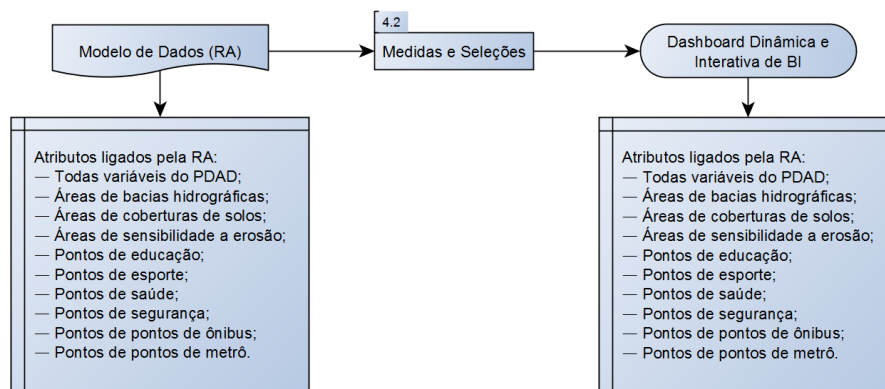 4.2
Modelo de Dados (RA)
Medidas e Seleções
Dashboard Dinâmica e
Interativa de BI
Atributos ligados pela RA:
— Todas variáveis do PDAD;
— Áreas de bacias hidrográficas;
— Áreas de coberturas de solos;
— Áreas de sensibilidade a erosão;
— Pontos de educação;
— Pontos de esporte;
— Pontos de saúde;
— Pontos de segurança;
— Pontos de pontos de ônibus;
— Pontos de pontos de metrô.
Atributos ligados pela RA:
— Todas variáveis do PDAD;
— Áreas de bacias hidrográficas;
— Áreas de coberturas de solos;
— Áreas de sensibilidade a erosão;
— Pontos de educação;
— Pontos de esporte;
— Pontos de saúde;
— Pontos de segurança;
— Pontos de pontos de ônibus;
— Pontos de pontos de metrô.